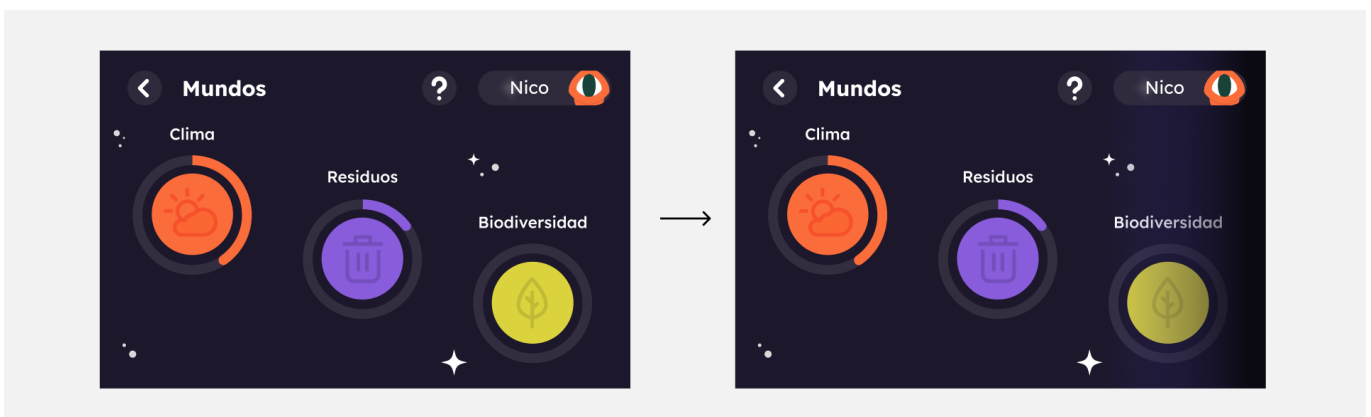 Mundos
?
Nico
Clima
Residuos
Biodiversidad
Mundos
?
Nico
Clima
Residuos
Biodiversidad